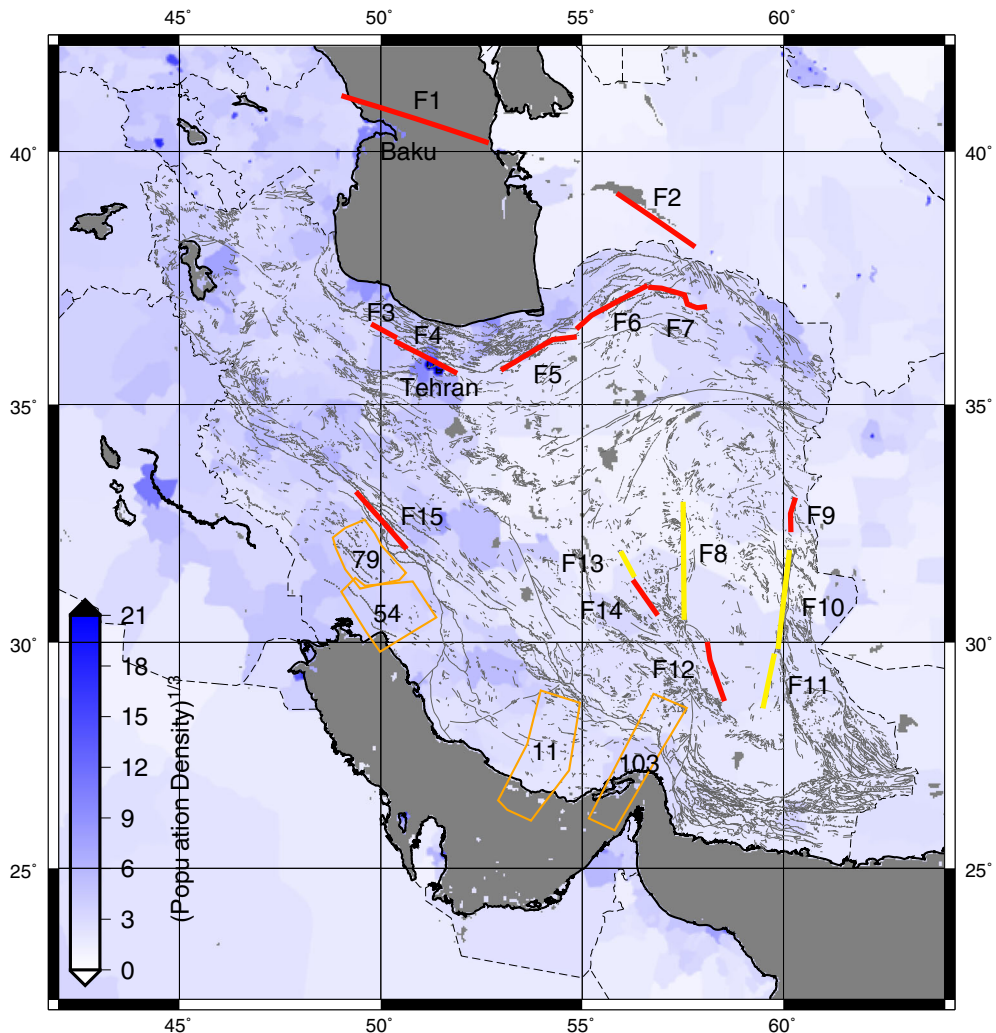 45° 50° 55° 60°
40° 40°
35° 35°
30° 30°
25° 25°
45° 50° 55° 60°
F1
Baku
F2
F3
F4
Tehran
F5
F6
F7
F15
79
54
F13
F14
F8
F9
F10
F12
F11
11
103
21
18
15
12
9
6
3
0
(Population Density)^1/3